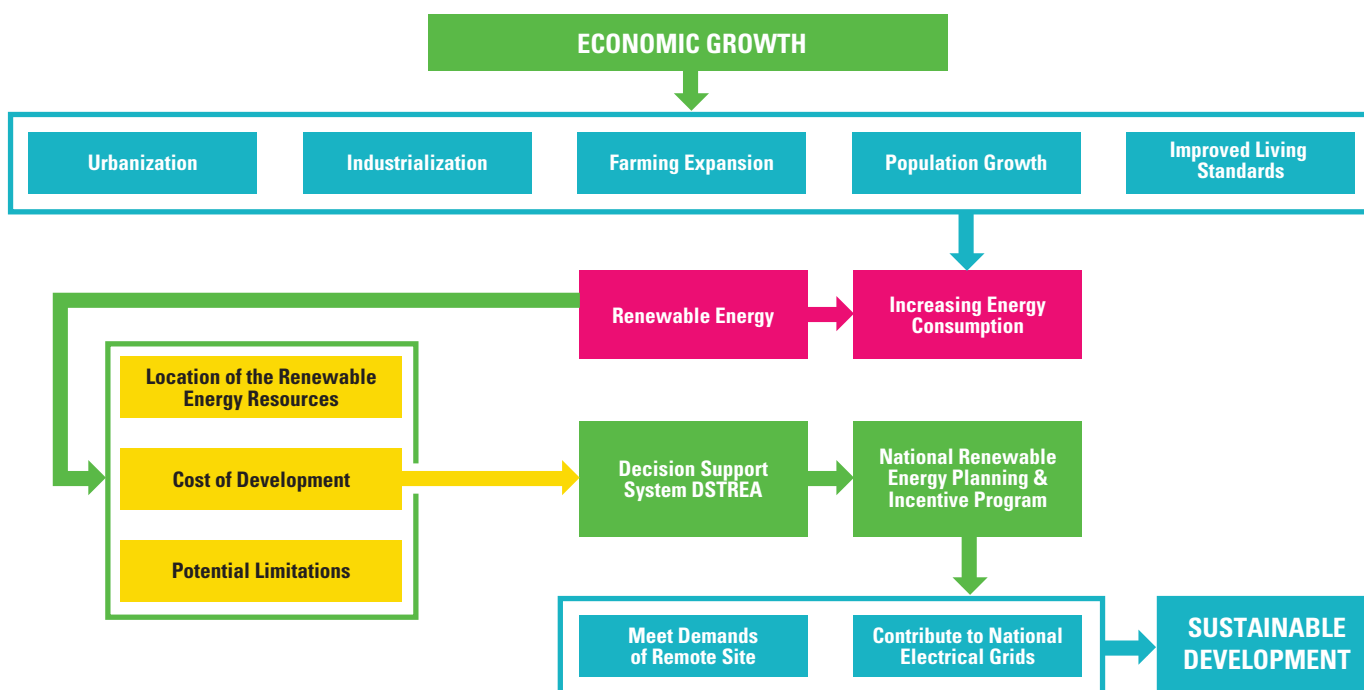 ECONOMIC GROWTH
Urbanization
Industrialization
Farming Expansion
Population Growth
Improved Living
Standards
Renewable Energy
Increasing Energy
Consumption
Location of the Renewable
Energy Resources
Cost of Development
Potential Limitations
Decision Support
System DSTREA
National Renewable
Energy Planning &
Incentive Program
Meet Demands
of Remote Site
Contribute to National
Electrical Grids
SUSTAINABLE
DEVELOPMENT